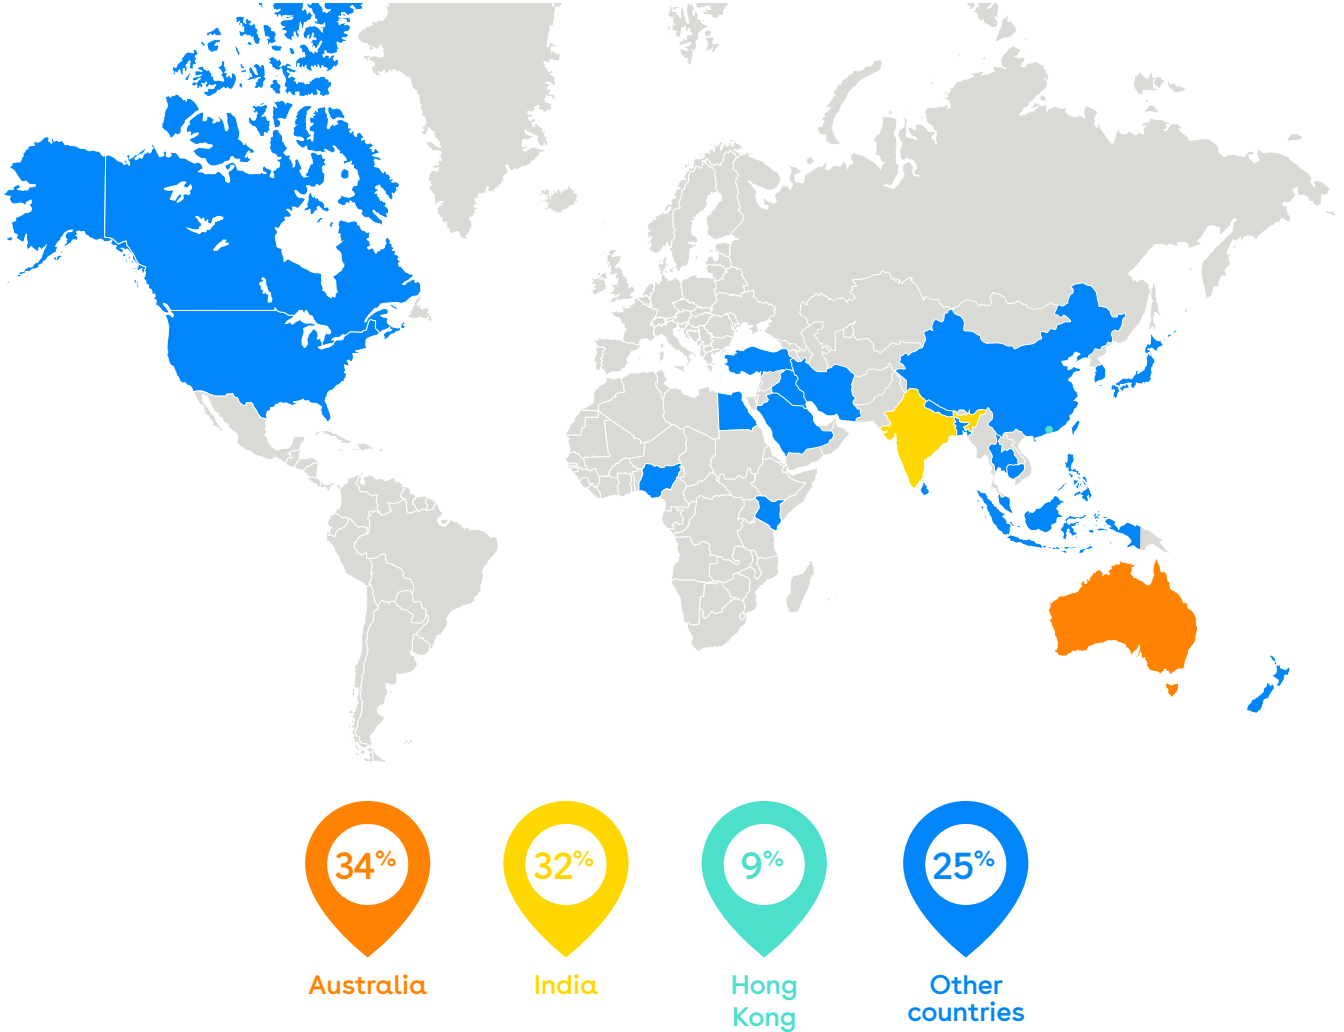 34%
32%
9%
25%
Australia
India
Hong
Kong
Other
countries